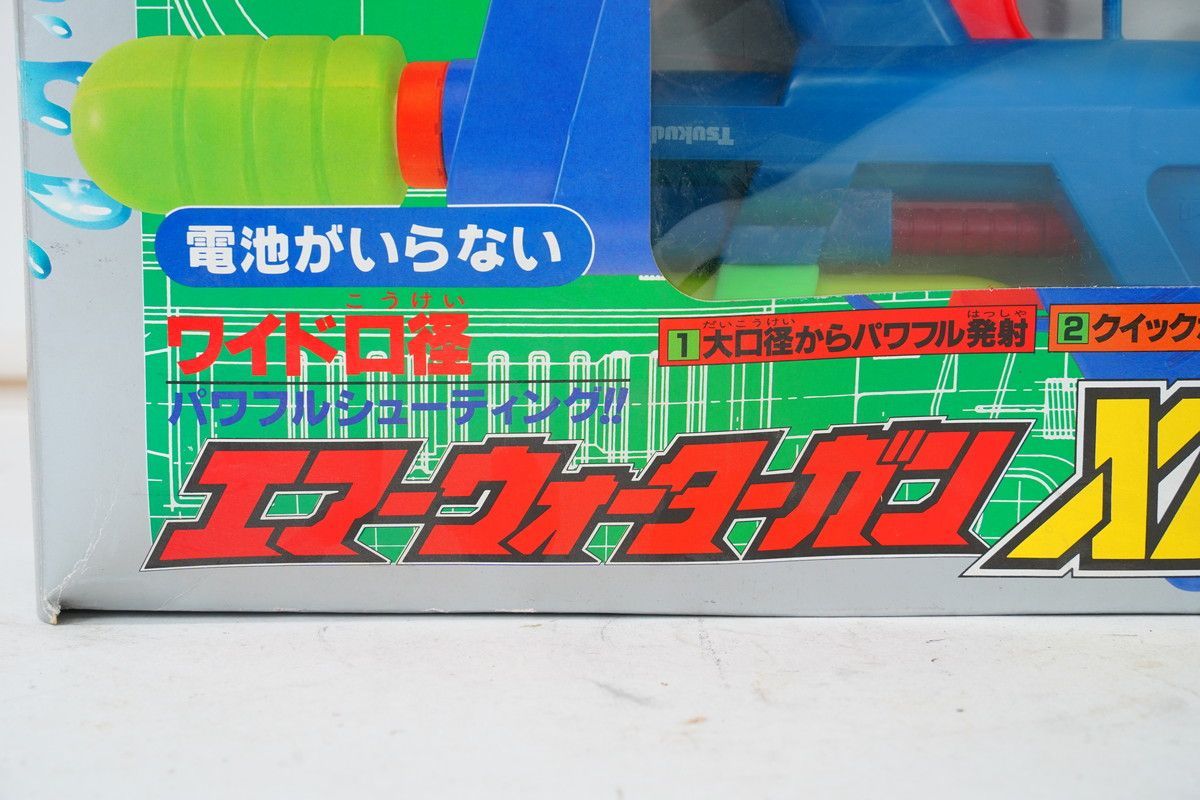 Tsukud
電池がいらない
こうけい
ワイド口径
パワフルシューティング!!
だいこうけい はっしゃ
1 大口径からパワフル発射
2 クイック
エアーウォーターガン
X